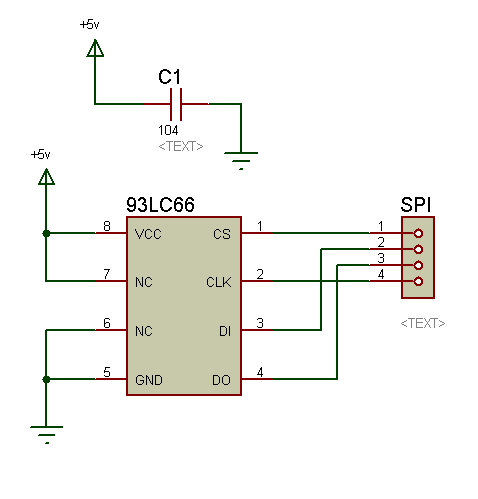 +5v
C1
104
<TEXT>
+5v
93LC66 SPI
8 VCC CS 1 1
2
3
7 NC CLK 2 4
6 NC DI 3 <TEXT>
5 GND DO 4